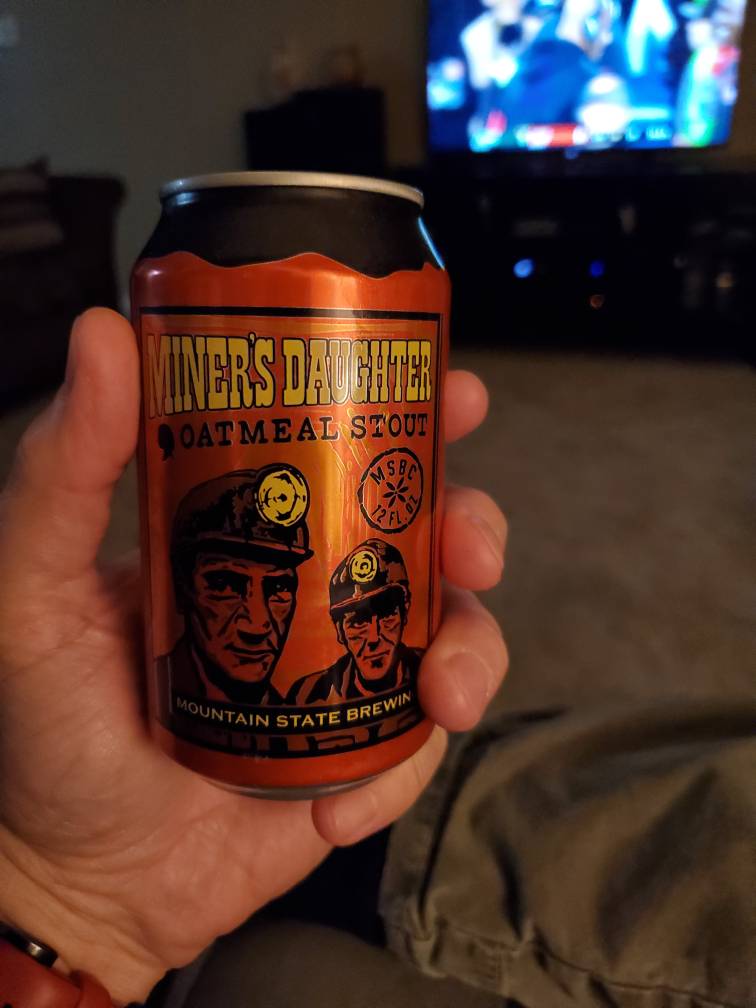 MINER'S DAUGHTER
OATMEAL STOUT
MSBC
12 FL. OZ
MOUNTAIN STATE BREWIN